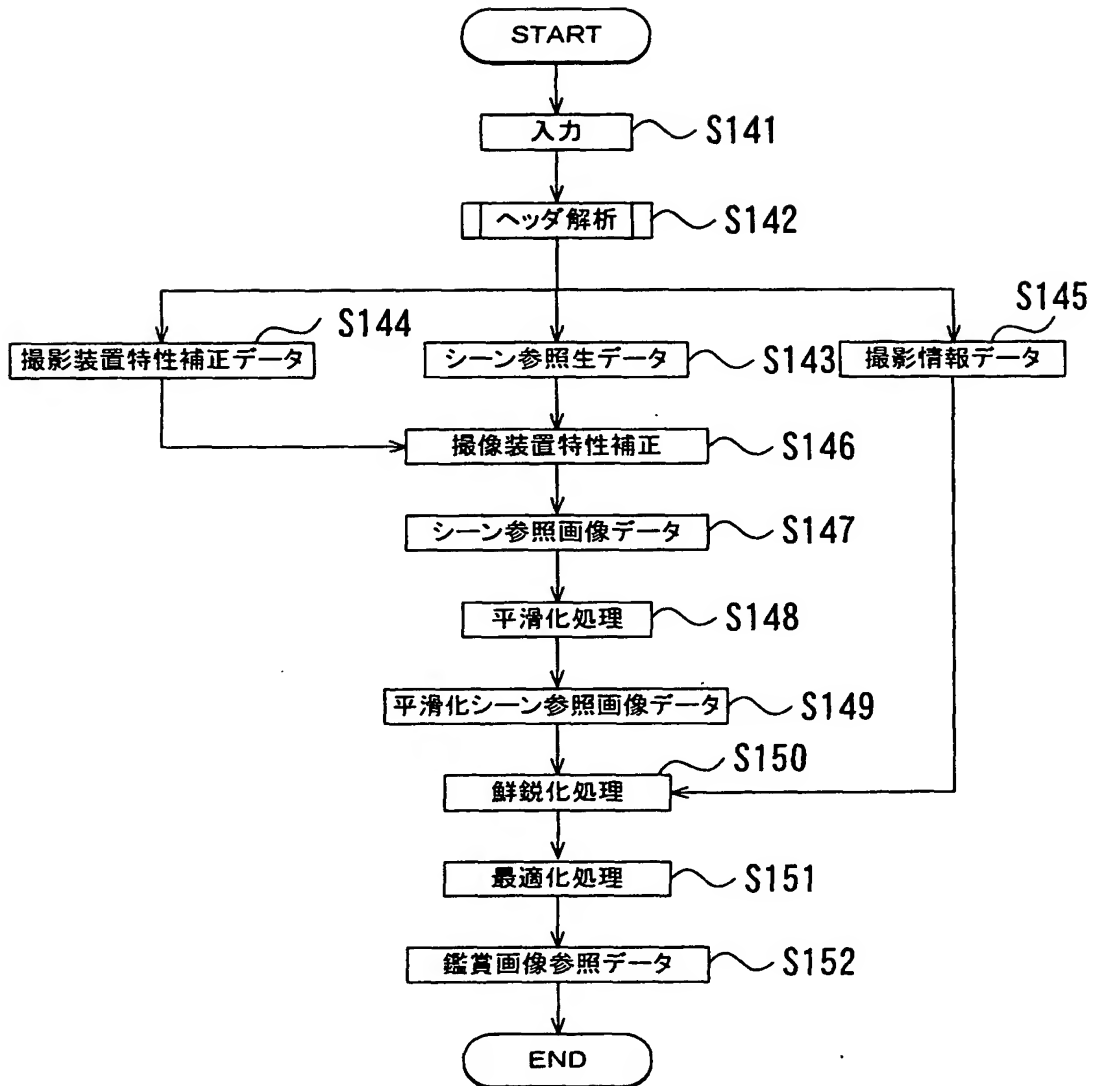 START
入力
S141
ヘッダ解析
S142
撮影装置特性補正データ
S144
シーン参照生データ
S143
撮影情報データ
S145
撮像装置特性補正
S146
シーン参照画像データ
S147
平滑化処理
S148
平滑化シーン参照画像データ
S149
鮮鋭化処理
S150
最適化処理
S151
鑑賞画像参照データ
S152
END